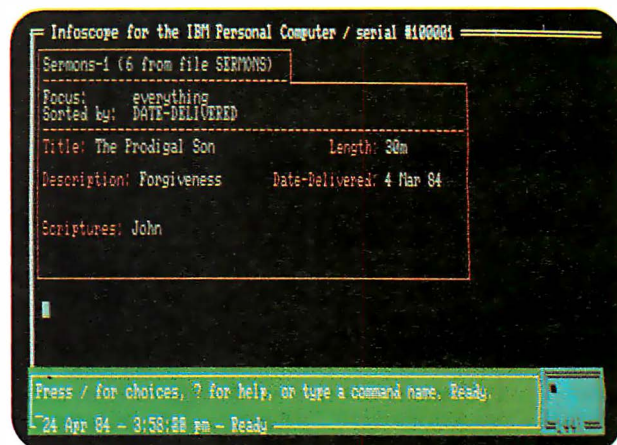 Infoscope for the IBM Personal Computer / serial #100001
Sermons-1 (6 from file SERMONS)
Focus: everything
Sorted by: DATE-DELIVERED
Title: The Prodigal Son Length: 30m
Description: Forgiveness Date-Delivered: 4 Mar 84
Scriptures: John
Press / for choices, ? for help, or type a command name. Ready.
24 Apr 84 - 3:58: pm - Ready